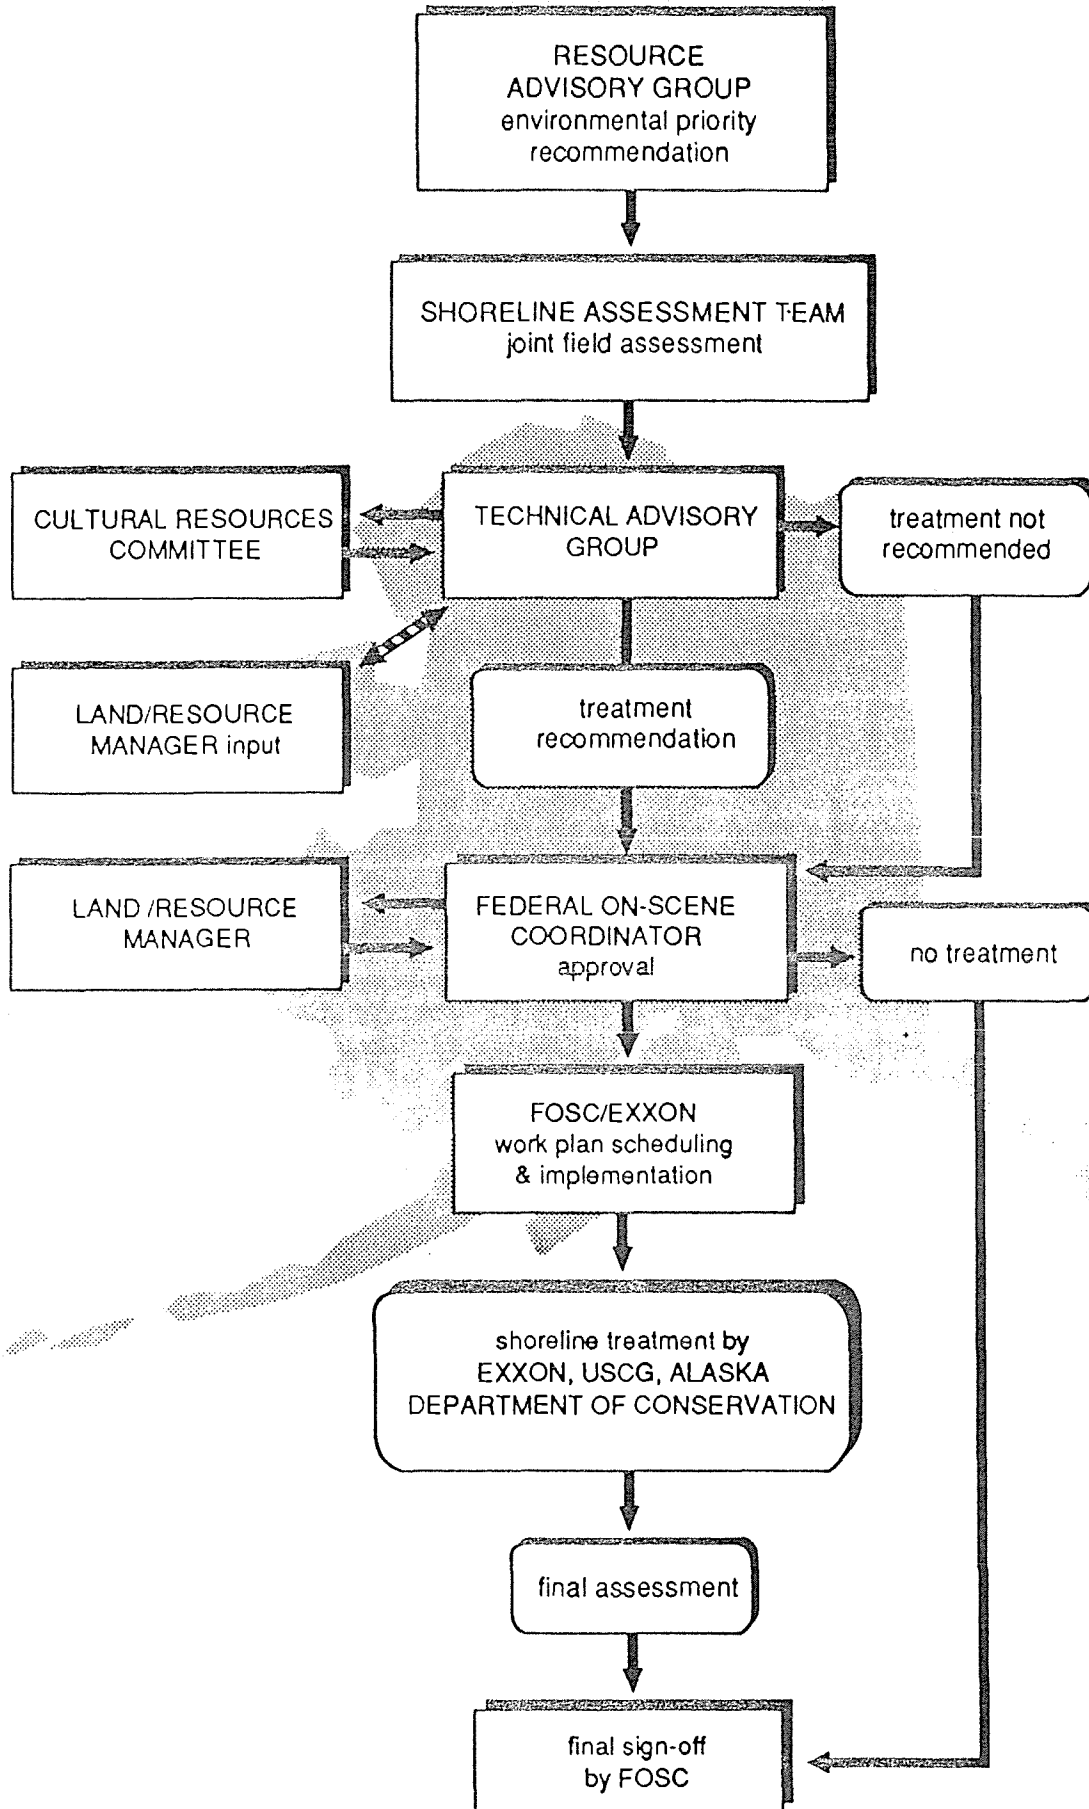 RESOURCE
ADVISORY GROUP
environmental priority
recommendation
SHORELINE ASSESSMENT TEAM
joint field assessment
CULTURAL RESOURCES
COMMITTEE
TECHNICAL ADVISORY
GROUP
treatment not
recommended
LAND/RESOURCE
MANAGER input
treatment
recommendation
LAND /RESOURCE
MANAGER
FEDERAL ON-SCENE
COORDINATOR
approval
no treatment
FOSC/EXXON
work plan scheduling
& implementation
shoreline treatment by
EXXON, USCG, ALASKA
DEPARTMENT OF CONSERVATION
final assessment
final sign-off
by FOSC